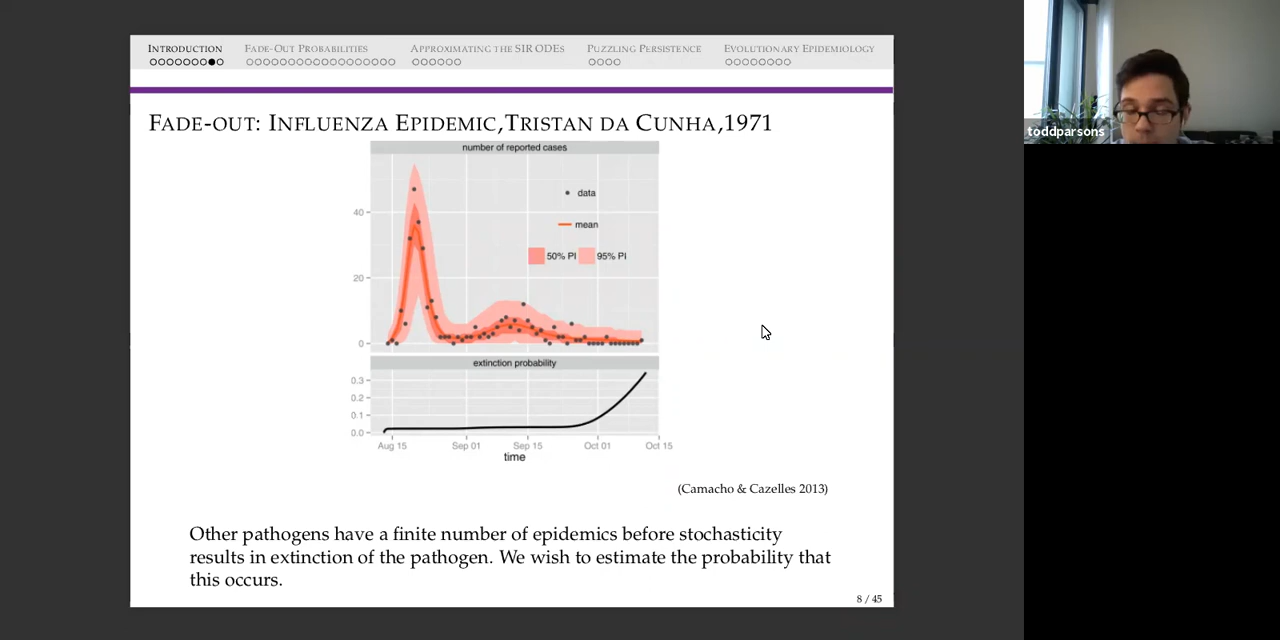 INTRODUCTION FADE-OUT PROBABILITIES APPROXIMATING THE SIR ODES PUZZLING PERSISTENCE EVOLUTIONARY EPIDEMIOLOGY
FADE-OUT: INFLUENZA EPIDEMIC,TRISTAN DA CUNHA,1971
number of reported cases
data
mean
50% PI 95% PI
40
20
0
extinction probability
0.3
0.2
0.1
0.0
Aug 15 Sep 01 Sep 15 Oct 01 Oct 15
time
(Camacho & Cazelles 2013)
Other pathogens have a finite number of epidemics before stochasticity
results in extinction of the pathogen. We wish to estimate the probability that
this occurs.
8 / 45
toddparsons